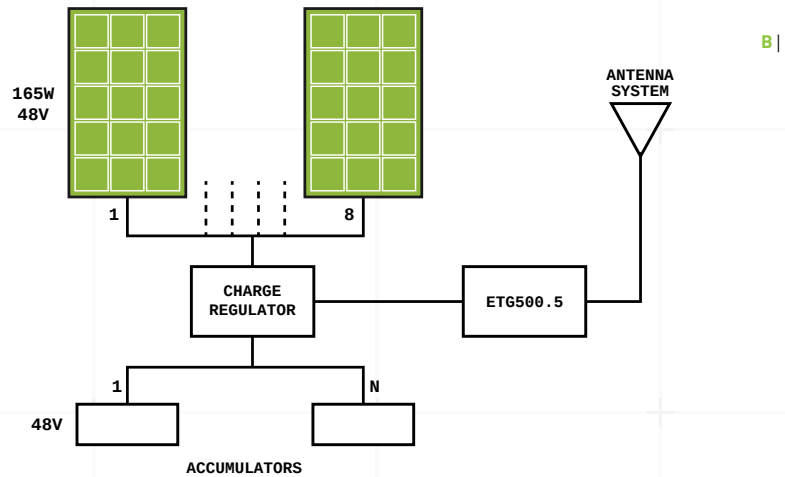 B|
ANTENNA
SYSTEM
165W
48V
1
8
CHARGE
REGULATOR
ETG500.5
1
N
48V
ACCUMULATORS